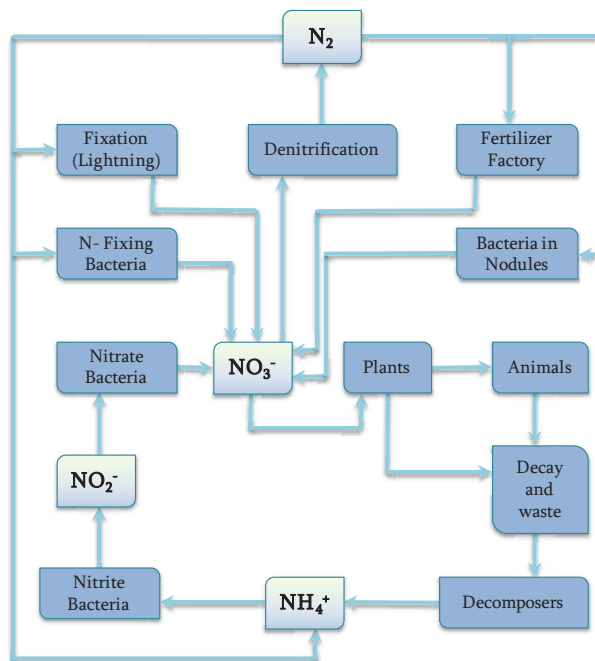 N₂
Fixation
(Lightning)
Denitrification
Fertilizer
Factory
N- Fixing
Bacteria
Bacteria in
Nodules
Nitrate
Bacteria
NO₃⁻
Plants
Animals
NO₂⁻
Decay
and
waste
Nitrite
Bacteria
NH₄⁺
Decomposers